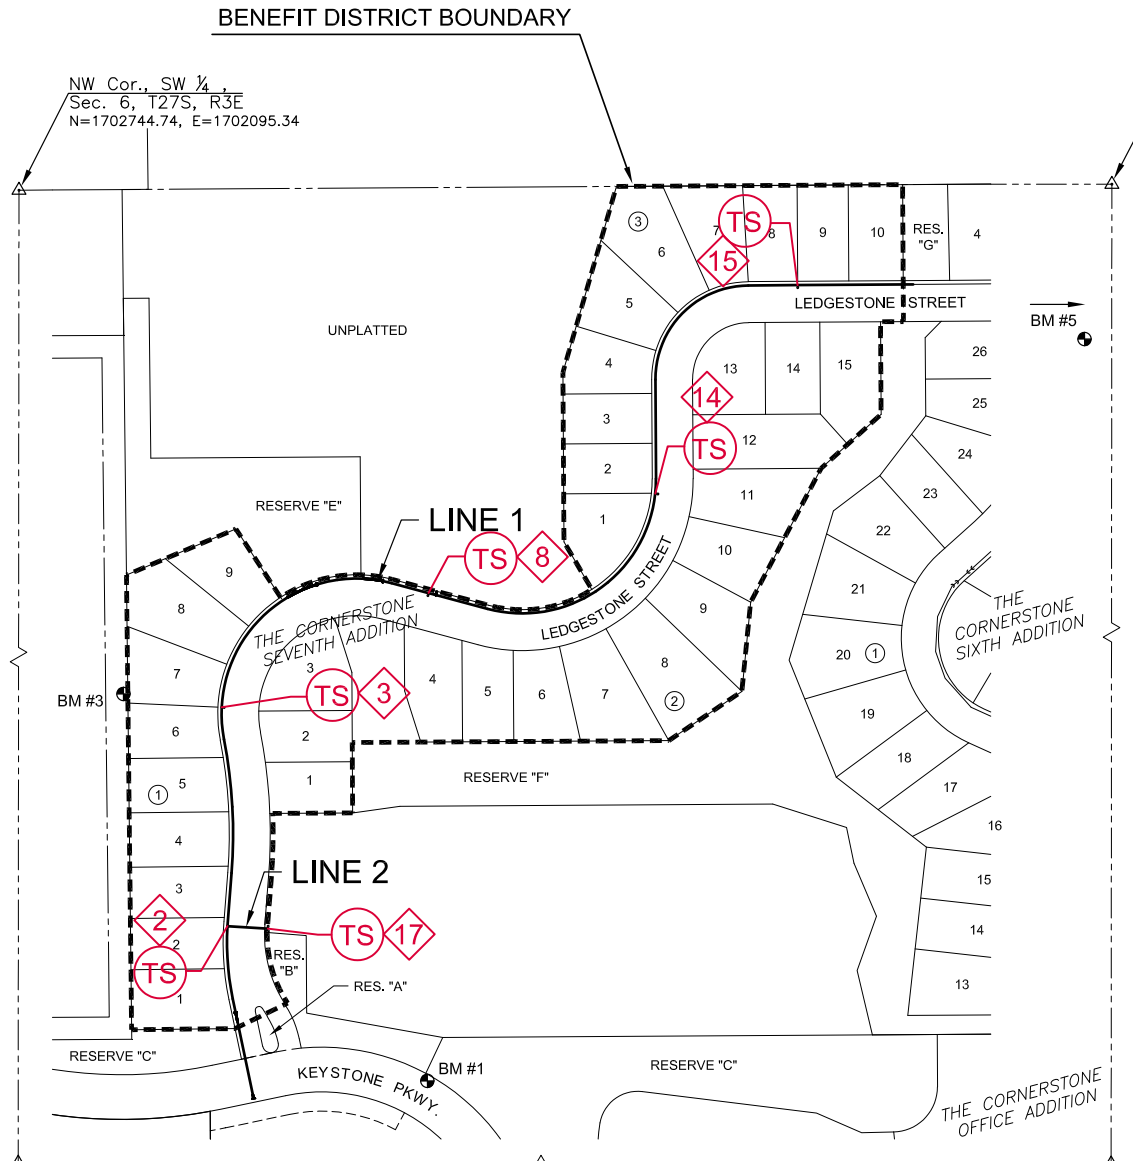 BENEFIT DISTRICT BOUNDARY
NW Cor., SW ¼ ,
Sec. 6, T27S, R3E
N=1702744.74, E=1702095.34
3
6
7
TS
8
9
10
RES.
"G"
4
15
5
UNPLATTED
LEDGESTONE STREET
BM #5
4
13
14
15
26
25
14
3
12
TS
2
24
RESERVE "E"
LINE 1
1
11
23
22
TS
8
10
9
8
THE CORNERSTONE
SEVENTH ADDITION
LEDGESTONE STREET
9
21
THE
CORNERSTONE
SIXTH ADDITION
7
3
4
5
6
7
8
2
20
1
BM #3
TS
3
6
2
19
5
1
1
RESERVE "F"
18
17
4
16
LINE 2
3
15
2
2
TS
17
14
TS
1
RES.
"B"
RES. "A"
13
RESERVE "C"
KEYSTONE PKWY.
BM #1
RESERVE "C"
THE CORNERSTONE
OFFICE ADDITION